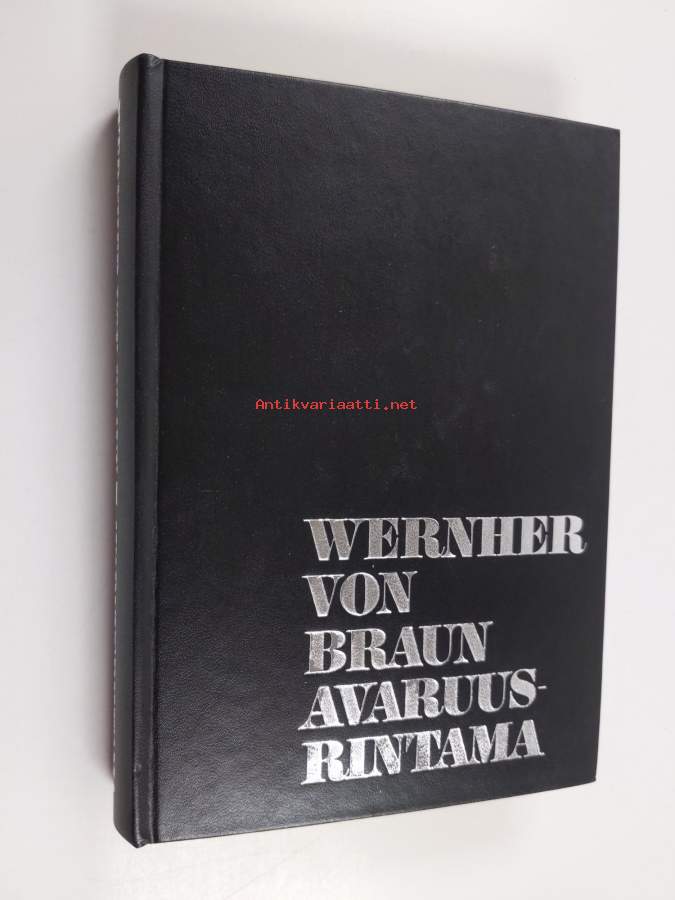 Antikvariaatti.net
WERNHER
VON
BRAUN
AVARUUS-
RINTAMA